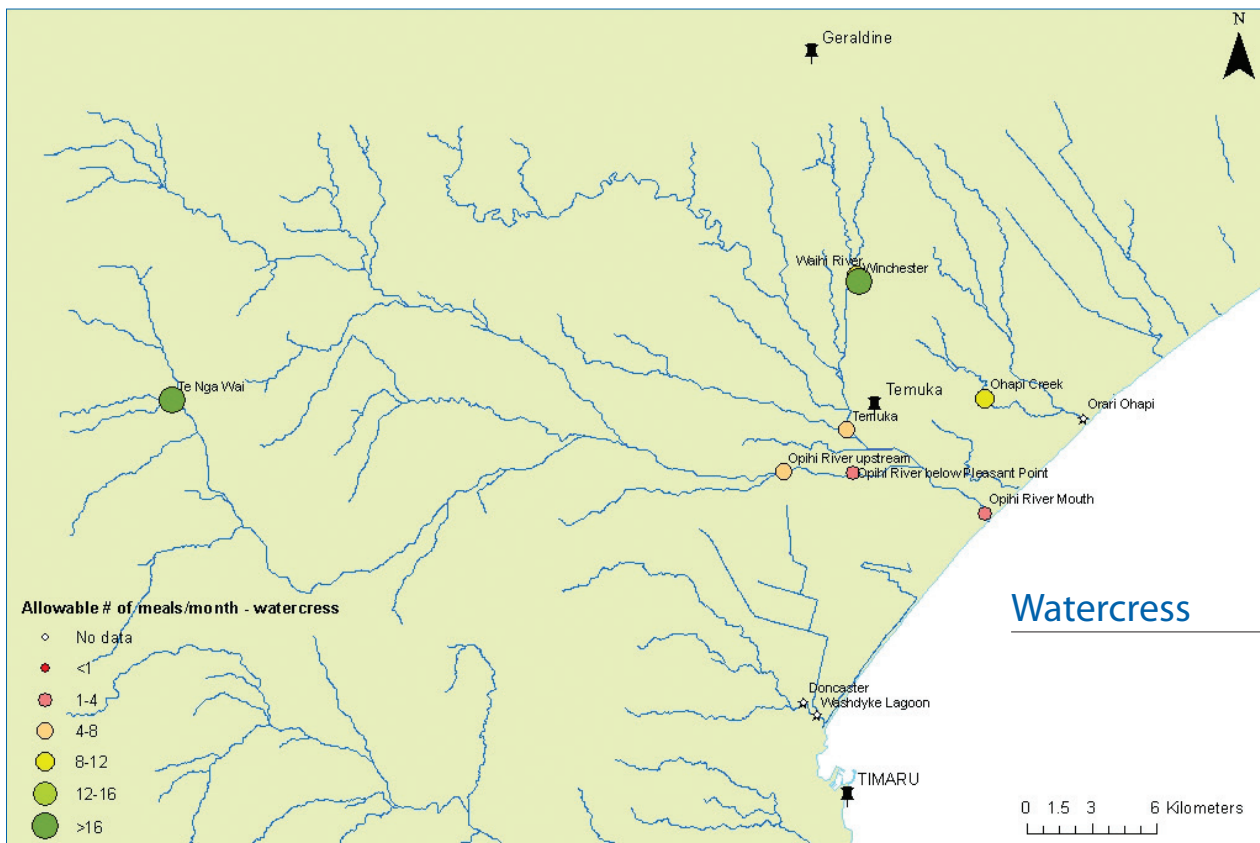 N
Geraldine
Waihi River
Winchester
Te Nga Wai
Temuka
Ohapi Creek
Temuka
Orari Ohapi
Opihi River upstream
Opihi River below Pleasant Point
Opihi River Mouth
Watercress
Allowable # of meals/month - watercress
No data
<1
1-4
4-8
8-12
12-16
>16
Doncaster
Washdyke Lagoon
TIMARU
0 1.5 3 6 Kilometers